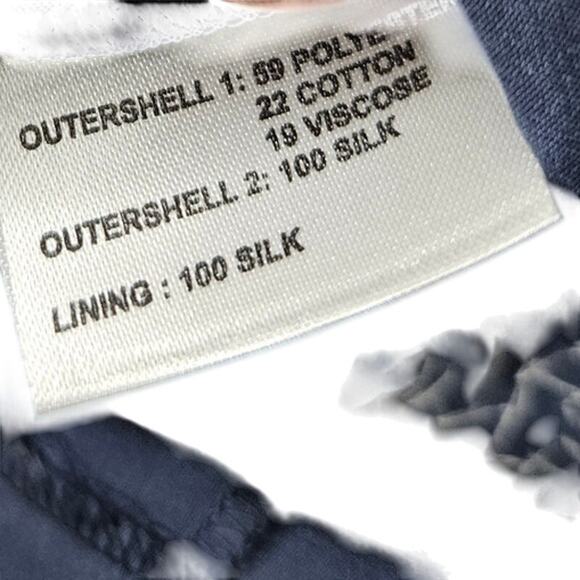 OUTERSHELL 1: 59 POLYE
22 COTTON
19 VISCOSE
OUTERSHELL 2: 100 SILK
LINING : 100 SILK